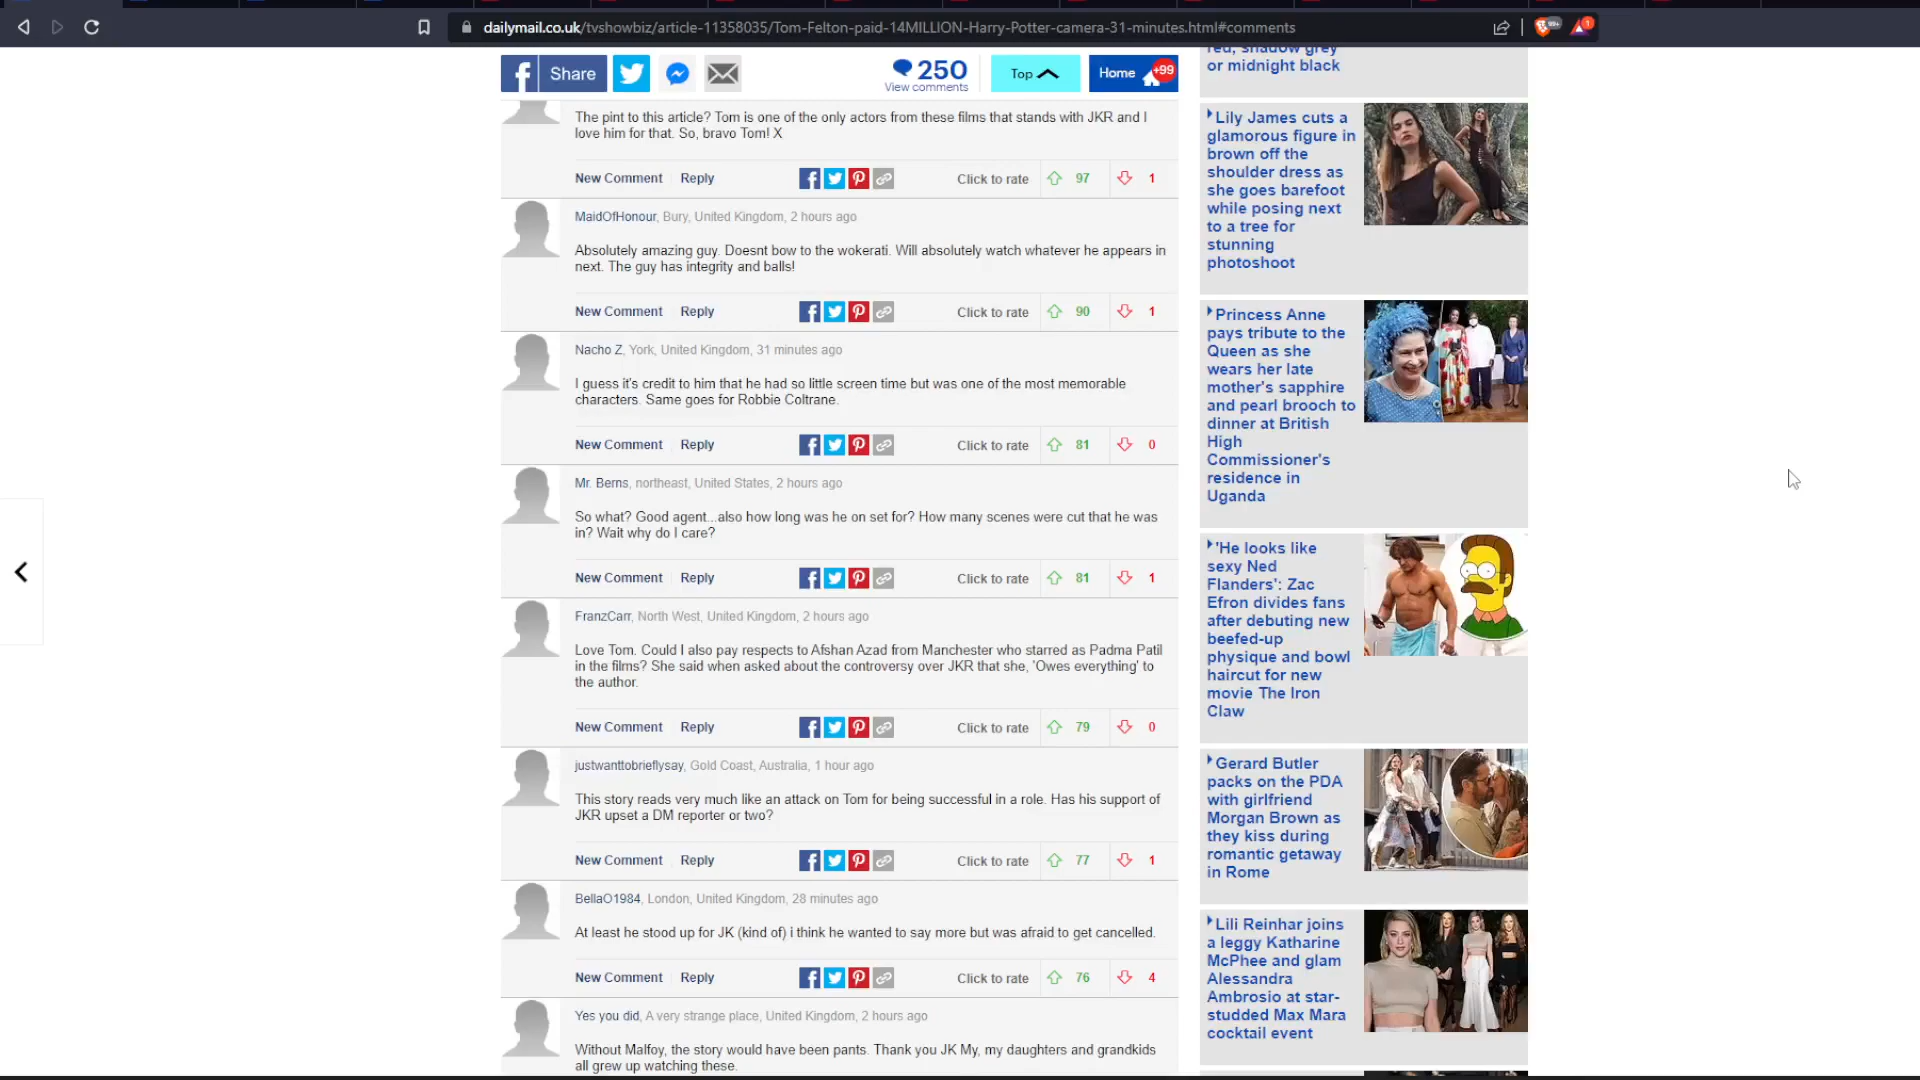 dailymail.co.uk/tvshowbiz/article-11358035/Tom-Felton-paid-14MILLION-Harry-Potter-camera-31-minutes.html#comments
99+
1
Share
250
View comments
Top
Home
+99
The pint to this article? Tom is one of the only actors from these films that stands with JKR and I
love him for that. So, bravo Tom! X
New Comment Reply Click to rate 97 1
MaidOfHonour, Bury, United Kingdom, 2 hours ago
Absolutely amazing guy. Doesnt bow to the wokerati. Will absolutely watch whatever he appears in
next. The guy has integrity and balls!
New Comment Reply Click to rate 90 1
Nacho Z, York, United Kingdom, 31 minutes ago
I guess it's credit to him that he had so little screen time but was one of the most memorable
characters. Same goes for Robbie Coltrane.
New Comment Reply Click to rate 81 0
Mr. Berns, northeast, United States, 2 hours ago
So what? Good agent...also how long was he on set for? How many scenes were cut that he was
in? Wait why do I care?
New Comment Reply Click to rate 81 1
FranzCarr, North West, United Kingdom, 2 hours ago
Love Tom. Could I also pay respects to Afshan Azad from Manchester who starred as Padma Patil
in the films? She said when asked about the controversy over JKR that she, 'Owes everything' to
the author.
New Comment Reply Click to rate 79 0
justwanttobrieflysay, Gold Coast, Australia, 1 hour ago
This story reads very much like an attack on Tom for being successful in a role. Has his support of
JKR upset a DM reporter or two?
New Comment Reply Click to rate 77 1
BellaO1984, London, United Kingdom, 28 minutes ago
At least he stood up for JK (kind of) i think he wanted to say more but was afraid to get cancelled.
New Comment Reply Click to rate 76 4
Yes you did, A very strange place, United Kingdom, 2 hours ago
Without Malfoy, the story would have been pants. Thank you JK My, my daughters and grandkids
all grew up watching these.
red, shadow grey
or midnight black
Lily James cuts a
glamorous figure in
brown off the
shoulder dress as
she goes barefoot
while posing next
to a tree for
stunning
photoshoot
Princess Anne
pays tribute to the
Queen as she
wears her late
mother's sapphire
and pearl brooch to
dinner at British
High
Commissioner's
residence in
Uganda
'He looks like
sexy Ned
Flanders': Zac
Efron divides fans
after debuting new
beefed-up
physique and bowl
haircut for new
movie The Iron
Claw
Gerard Butler
packs on the PDA
with girlfriend
Morgan Brown as
they kiss during
romantic getaway
in Rome
Lili Reinhar joins
a leggy Katharine
McPhee and glam
Alessandra
Ambrosio at star-
studded Max Mara
cocktail event